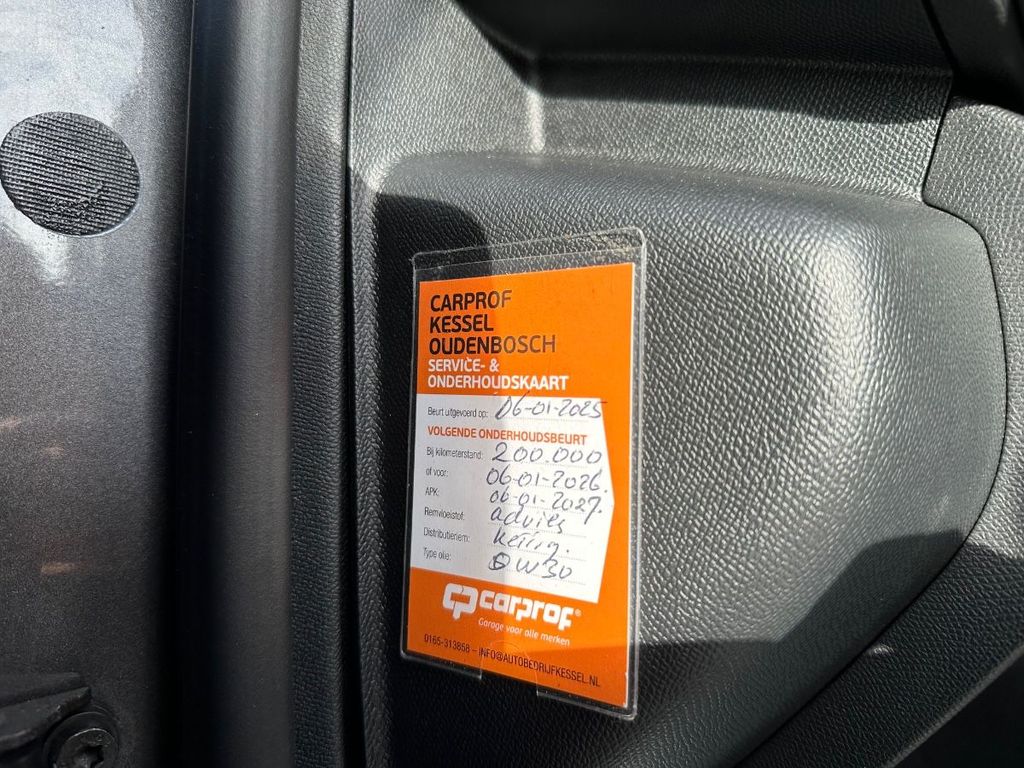 CARPROF
KESSEL
OUDENBOSCH
SERVICE- &
ONDERHOUDSKAART
Beurt uitgevoerd op: 06-01-2025
VOLGENDE ONDERHOUDSBEURT
Bij kilometerstand: 200.000
of voor: 06-01-2026.
APK: 06-01-2027.
Remvloeistof: advies
Distributieriem: ketting.
Type olie: 0W30
carprof®
Garage voor alle merken
0165-313858 – INFO@AUTOBEDRIJFKESSEL.NL